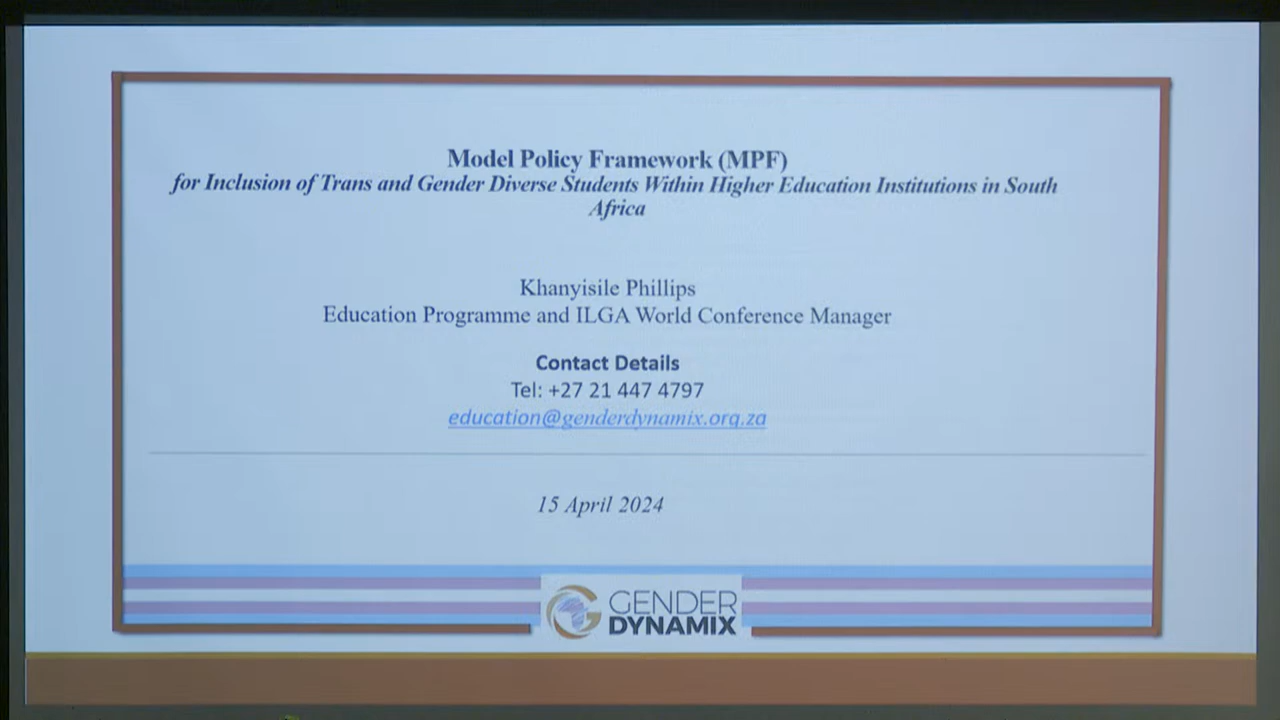 Model Policy Framework (MPF)
for Inclusion of Trans and Gender Diverse Students Within Higher Education Institutions in South
Africa
Khanyisile Phillips
Education Programme and ILGA World Conference Manager
Contact Details
Tel: +27 21 447 4797
education@genderdynamix.org.za
15 April 2024
GENDER
DYNAMIX